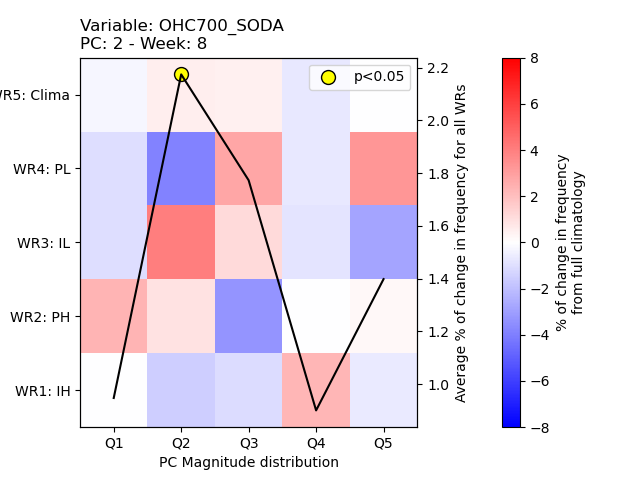 Variable: OHC700_SODA
PC: 2 - Week: 8
WR5: Clima
WR4: PL
WR3: IL
WR2: PH
WR1: IH
p<0.05
2.2
2.0
1.8
1.6
1.4
1.2
1.0
Average % of change in frequency for all WRs
8
6
4
2
0
−2
−4
−6
−8
% of change in frequency
from full climatology
Q1 Q2 Q3 Q4 Q5
PC Magnitude distribution